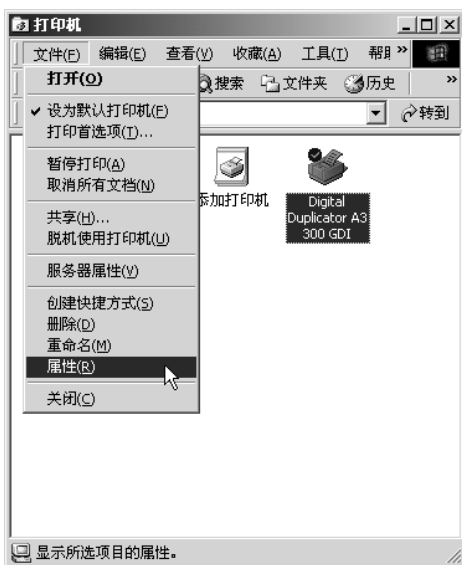 打印机
文件(F) 编辑(E) 查看(V) 收藏(A) 工具(T) 帮 »
搜索 文件夹 历史 »
转到
打开(O)
设为默认打印机(F)
打印首选项(T)...
暂停打印(A)
取消所有文档(N)
共享(H)...
脱机使用打印机(U)
服务器属性(V)
创建快捷方式(S)
删除(D)
重命名(M)
属性(R)
关闭(C)
添加打印机
Digital
Duplicator A3
300 GDI
显示所选项目的属性。